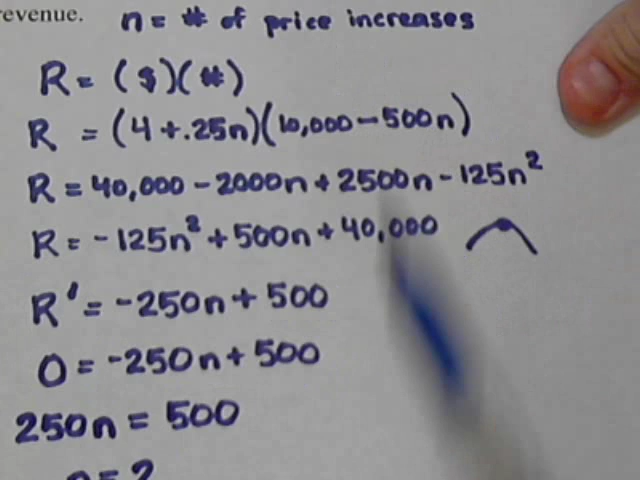 revenue. n = # of price increases
R = ($)(#)
R = (4 + .25n)(10,000 - 500n)
R = 40,000 - 2000n + 2500n - 125n²
R = -125n² + 500n + 40,000
R' = -250n + 500
0 = -250n + 500
250n = 500
n = 2